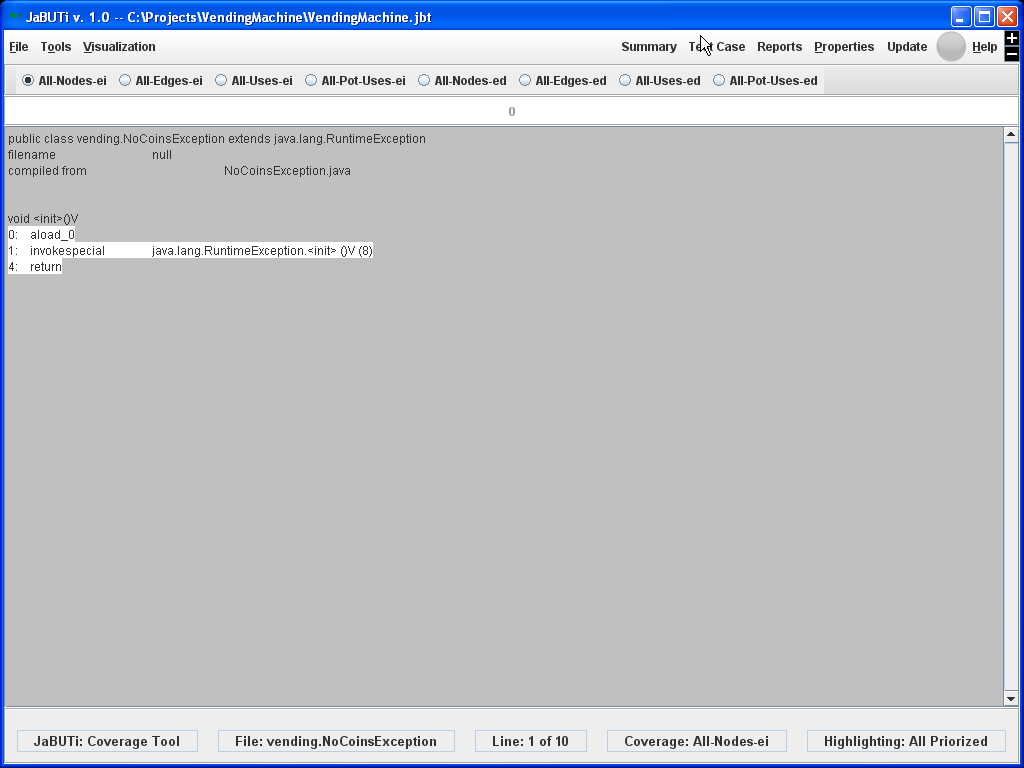 JaBUTi v. 1.0 -- C:\Projects\VendingMachine\VendingMachine.jbt
File Tools Visualization Summary Test Case Reports Properties Update Help
All-Nodes-ei All-Edges-ei All-Uses-ei All-Pot-Uses-ei All-Nodes-ed All-Edges-ed All-Uses-ed All-Pot-Uses-ed
0
public class vending.NoCoinsException extends java.lang.RuntimeException
filename null
compiled from NoCoinsException.java
void <init>()V
0: aload_0
1: invokespecial java.lang.RuntimeException.<init> ()V (8)
4: return
JaBUTi: Coverage Tool File: vending.NoCoinsException Line: 1 of 10 Coverage: All-Nodes-ei Highlighting: All Priorized